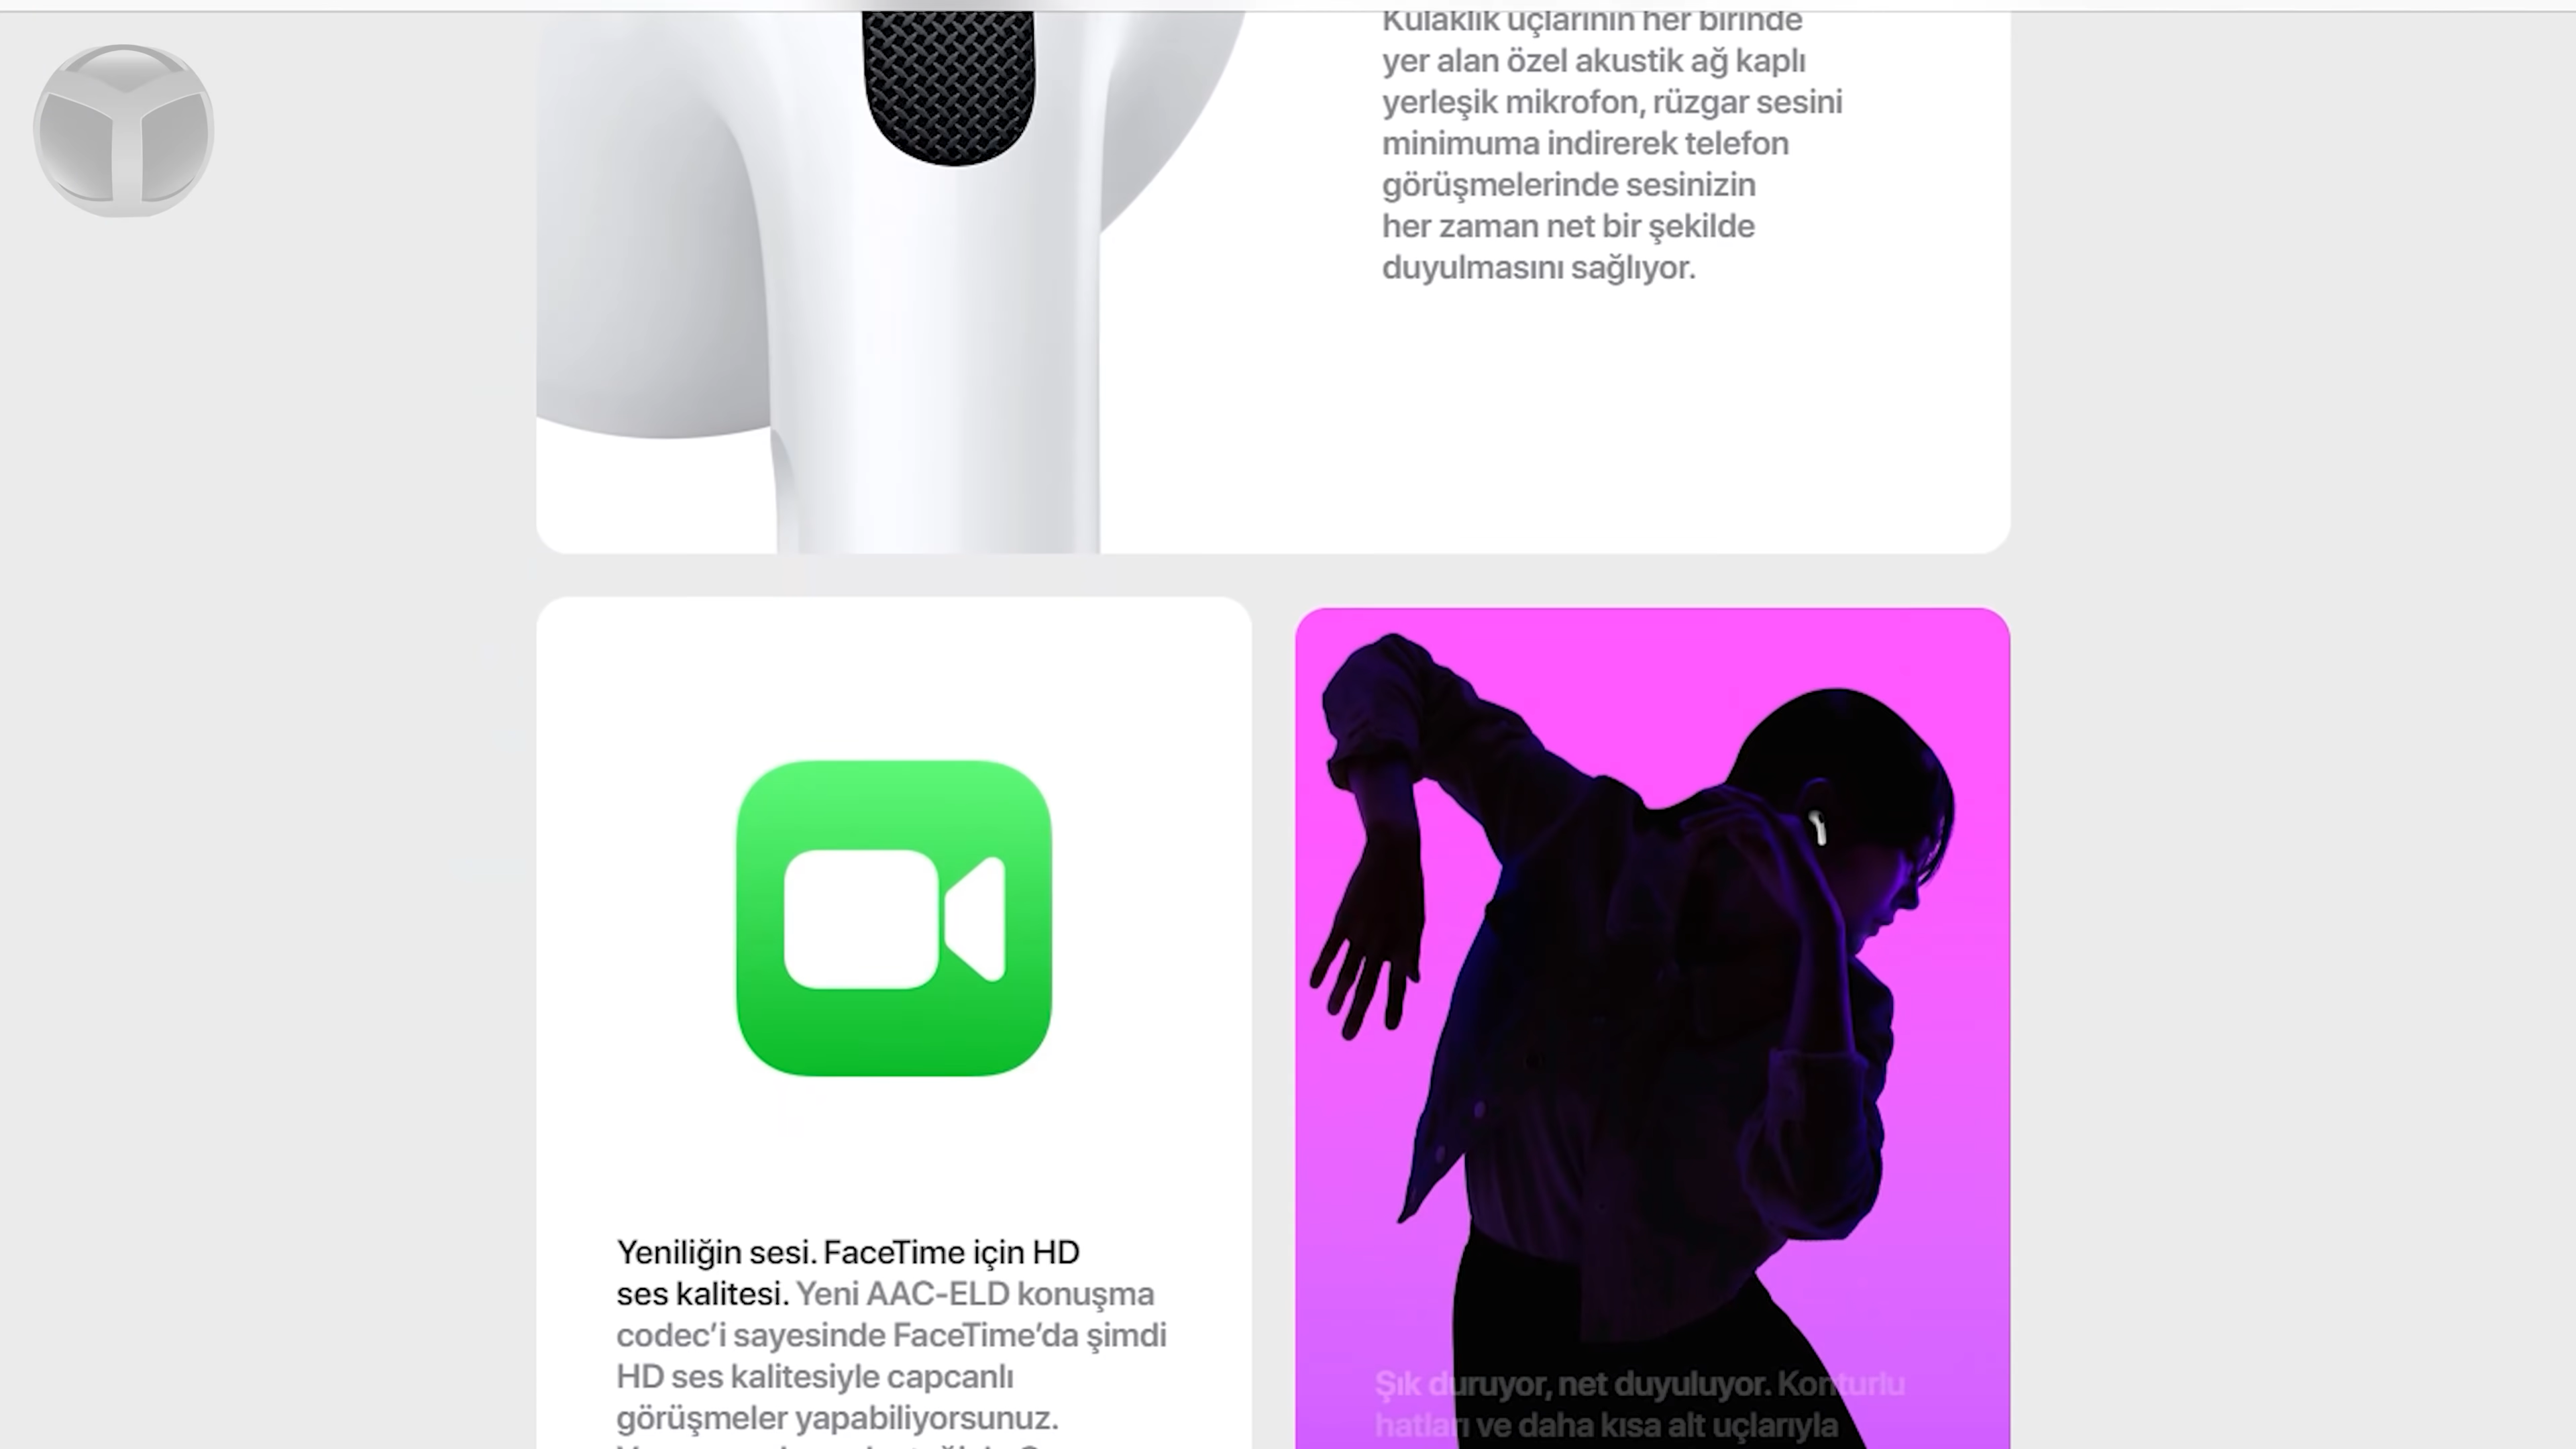 Kulaklık uçlarının her birinde
yer alan özel akustik ağ kaplı
yerleşik mikrofon, rüzgar sesini
minimuma indirerek telefon
görüşmelerinde sesinizin
her zaman net bir şekilde
duyulmasını sağlıyor.
Yeniliğin sesi. FaceTime için HD
ses kalitesi. Yeni AAC-ELD konuşma
codec’i sayesinde FaceTime’da şimdi
HD ses kalitesiyle capcanlı
görüşmeler yapabiliyorsunuz.
Şık duruyor, net duyuluyor. Konturlu
hatları ve daha kısa alt uçlarıyla